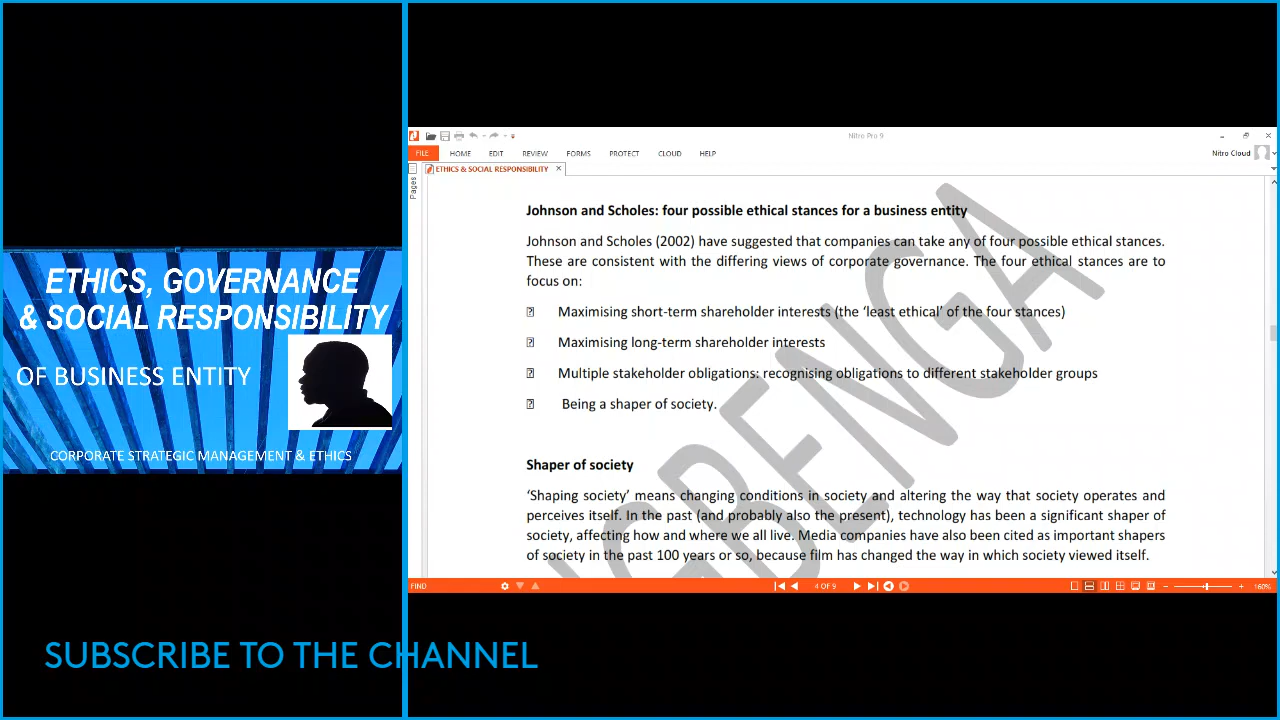 ETHICS, GOVERNANCE
& SOCIAL RESPONSIBILITY
OF BUSINESS ENTITY
CORPORATE STRATEGIC MANAGEMENT & ETHICS
SUBSCRIBE TO THE CHANNEL
Nitro Pro 9
FILE HOME EDIT REVIEW FORMS PROTECT CLOUD HELP
Nitro Cloud
ETHICS & SOCIAL RESPONSIBILITY
Pages
Johnson and Scholes: four possible ethical stances for a business entity
Johnson and Scholes (2002) have suggested that companies can take any of four possible ethical stances.
These are consistent with the differing views of corporate governance. The four ethical stances are to
focus on:
Maximising short-term shareholder interests (the ‘least ethical’ of the four stances)
Maximising long-term shareholder interests
Multiple stakeholder obligations: recognising obligations to different stakeholder groups
Being a shaper of society.
Shaper of society
‘Shaping society’ means changing conditions in society and altering the way that society operates and
perceives itself. In the past (and probably also the present), technology has been a significant shaper of
society, affecting how and where we all live. Media companies have also been cited as important shapers
of society in the past 100 years or so, because film has changed the way in which society viewed itself.
GBENGA
FIND
4 OF 9
160%